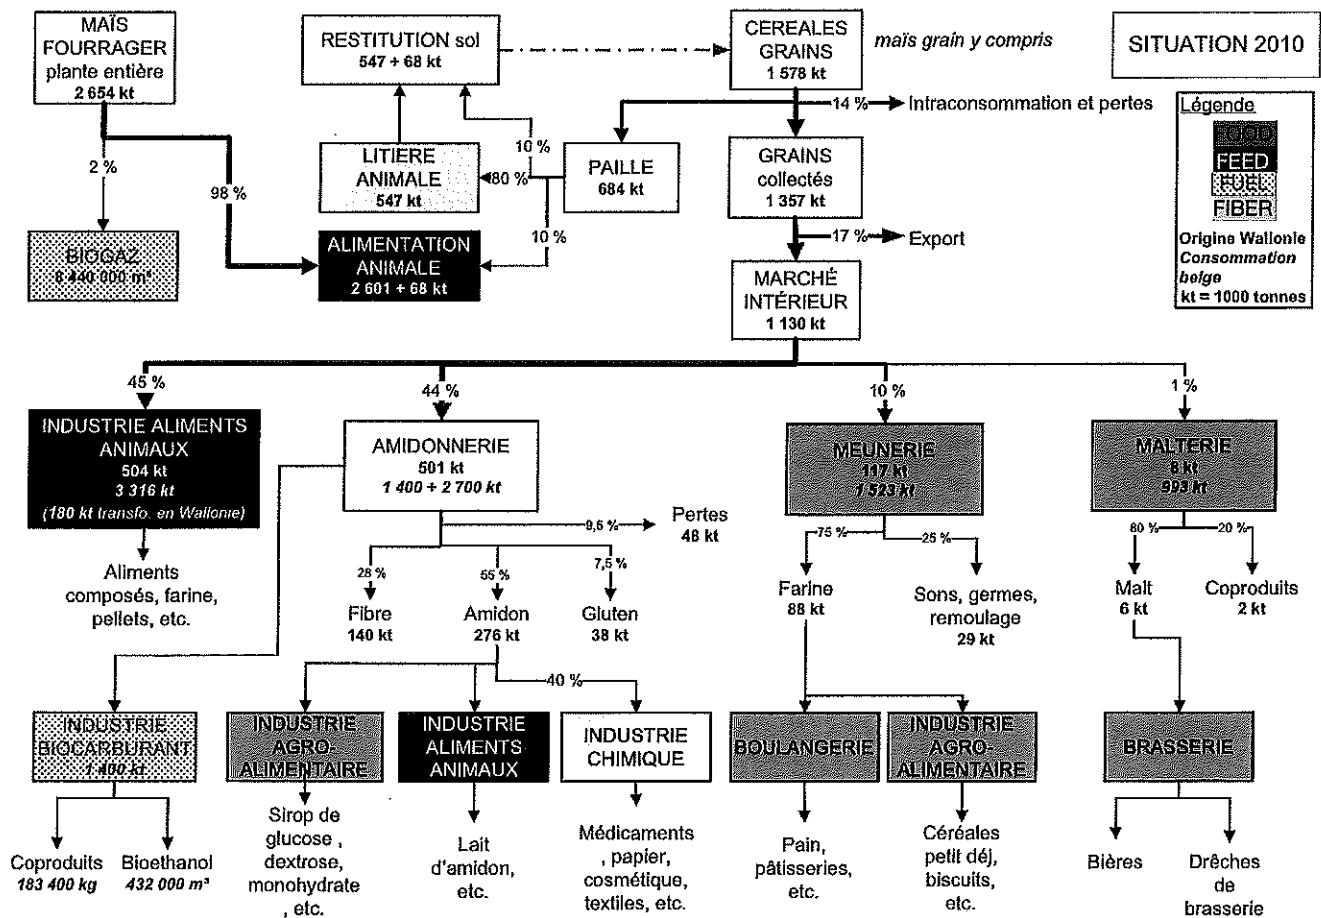 MAÏS
FOURRAGER
plante entière
2 654 kt
RESTITUTION sol
547 + 68 kt
CEREALES
GRAINS
1 578 kt
maïs grain y compris
SITUATION 2010
14 %
Intraconsommation et pertes
Légende
FOOD
FEED
FUEL
FIBER
Origine Wallonie
Consommation
belge
kt = 1000 tonnes
2 %
98 %
LITIERE
ANIMALE
547 kt
10 %
80 %
10 %
PAILLE
684 kt
GRAINS
collectés
1 357 kt
17 %
Export
BIOGAZ
8 440 000 m³
ALIMENTATION
ANIMALE
2 601 + 68 kt
MARCHÉ
INTÉRIEUR
1 130 kt
45 %
44 %
10 %
1 %
INDUSTRIE ALIMENTS
ANIMAUX
504 kt
3 316 kt
(180 kt transfo. en Wallonie)
AMIDONNERIE
501 kt
1 400 + 2 700 kt
MEUNERIE
117 kt
1 523 kt
MALTERIE
8 kt
993 kt
9,6 %
Pertes
48 kt
28 %
55 %
7,5 %
75 %
25 %
80 %
20 %
Aliments
composés, farine,
pellets, etc.
Fibre
140 kt
Amidon
276 kt
Gluten
38 kt
Farine
88 kt
Sons, germes,
remoulage
29 kt
Malt
6 kt
Coproduits
2 kt
40 %
INDUSTRIE
BIOCARBURANT
1 400 kt
INDUSTRIE
AGRO-
ALIMENTAIRE
INDUSTRIE
ALIMENTS
ANIMAUX
INDUSTRIE
CHIMIQUE
BOULANGERIE
INDUSTRIE
AGRO-
ALIMENTAIRE
BRASSERIE
Coproduits
183 400 kg
Bioethanol
432 000 m³
Sirop de
glucose ,
dextrose,
monohydrate
, etc.
Lait
d'amidon,
etc.
Médicaments
, papier,
cosmétique,
textiles, etc.
Pain,
pâtisseries,
etc.
Céréales
petit déj,
biscuits,
etc.
Bières
Drêches
de
brasserie